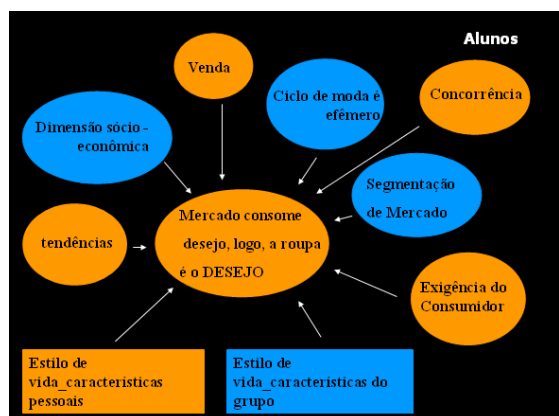 Alunos
Venda
Ciclo de moda é
efêmero
Concorrência
Dimensão sócio -
econômica
Segmentação
de Mercado
Mercado consome
desejo, logo, a roupa
é o DESEJO
tendências
Exigência do
Consumidor
Estilo de
vida_características
pessoais
Estilo de
vida_características do
grupo